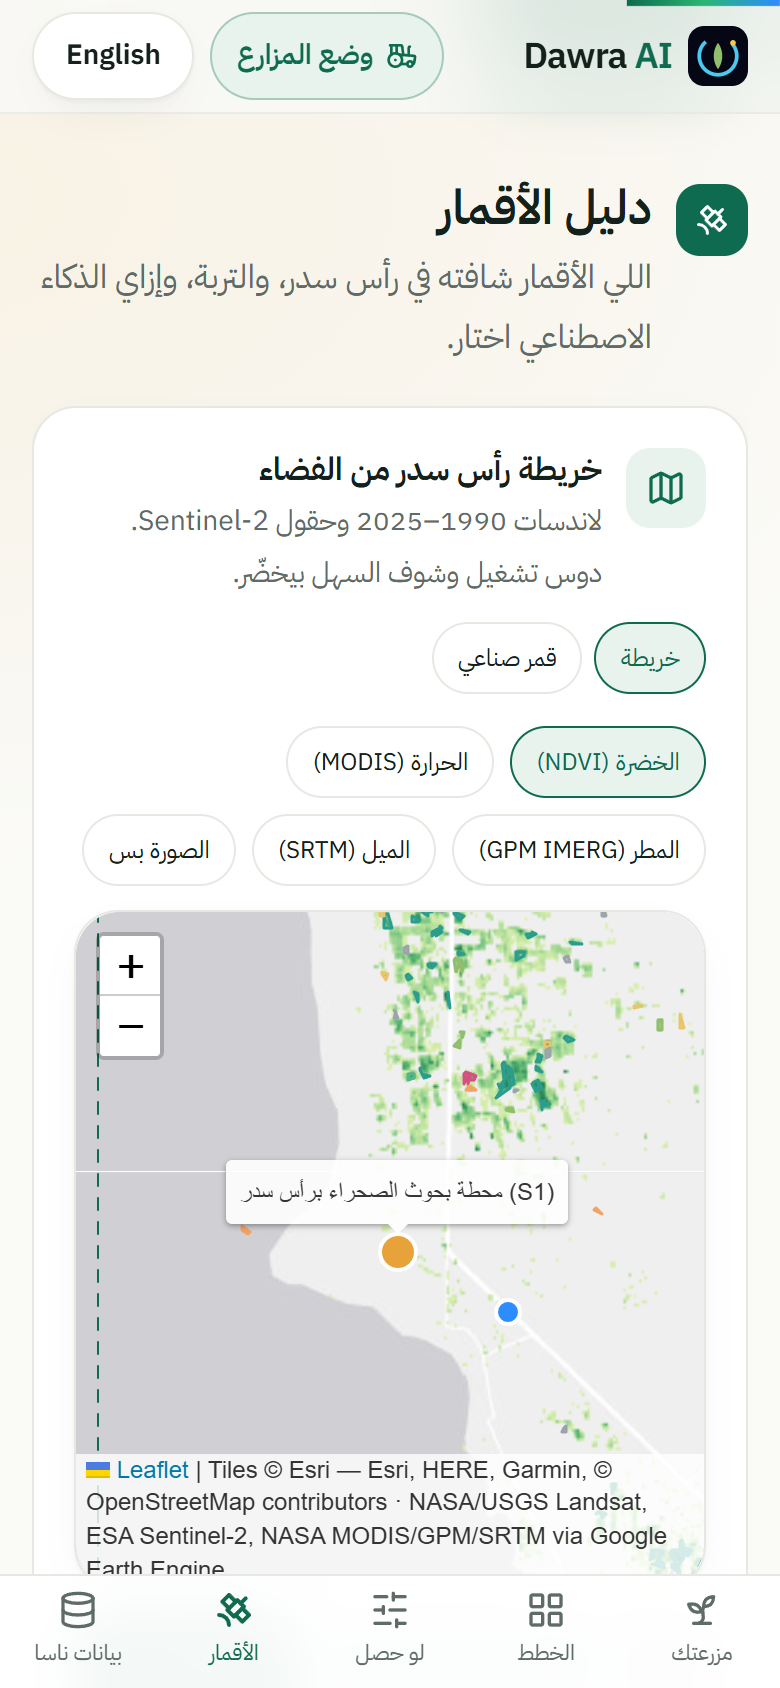 Dawra AI
وضع المزارع
English
دليل الأقمار
اللي الأقمار شافته في رأس سدر، والتربة، وإزاي الذكاء
الاصطناعي اختار.
خريطة رأس سدر من الفضاء
لاندسات 1990–2025 وحقول Sentinel-2.
دوس تشغيل وشوف السهل بيخضّر.
خريطة
قمر صناعي
الخضرة (NDVI)
الحرارة (MODIS)
المطر (GPM IMERG)
الميل (SRTM)
الصورة بس
+
−
محطة بحوث الصحراء برأس سدر (S1)
Leaflet | Tiles © Esri — Esri, HERE, Garmin, ©
OpenStreetMap contributors · NASA/USGS Landsat,
ESA Sentinel-2, NASA MODIS/GPM/SRTM via Google
Earth Engine
مزرعتك
الخطط
لو حصل
الأقمار
بيانات ناسا